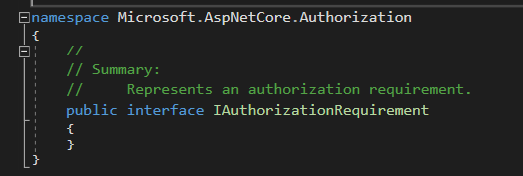 namespace Microsoft.AspNetCore.Authorization
{
//
// Summary:
//     Represents an authorization requirement.
public interface IAuthorizationRequirement
{
}
}